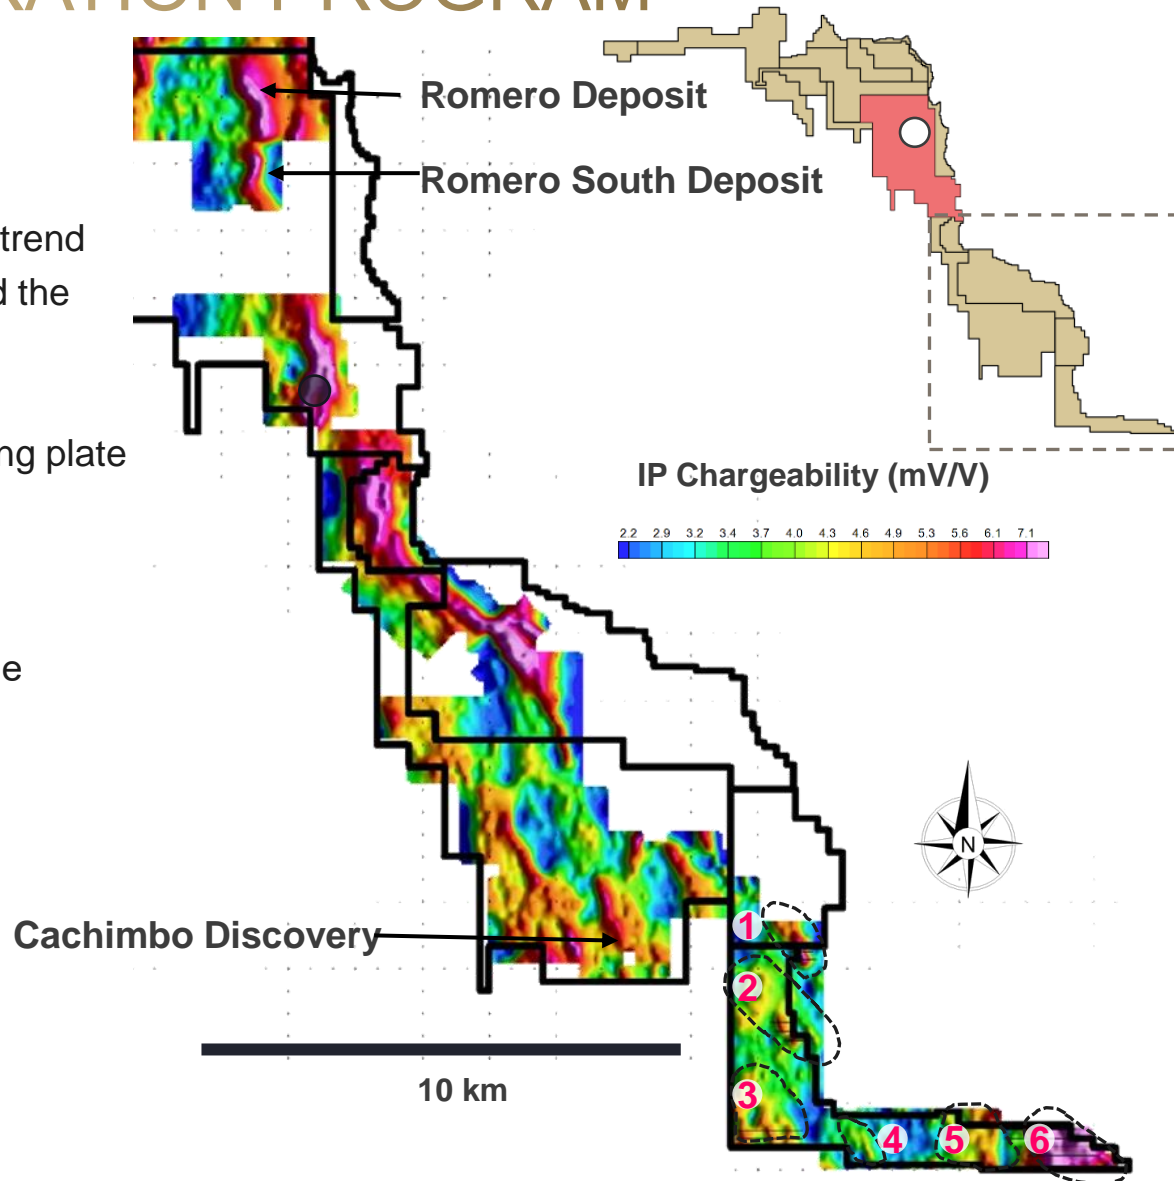 RATION PROGRAM
Romero Deposit
Romero South Deposit
trend
d the
ng plate
IP Chargeability (mV/V)
2.2 2.9 3.2 3.4 3.7 4.0 4.3 4.6 4.9 5.3 5.6 6.1 7.1
e
N
Cachimbo Discovery
1
2
3
4
5
6
10 km